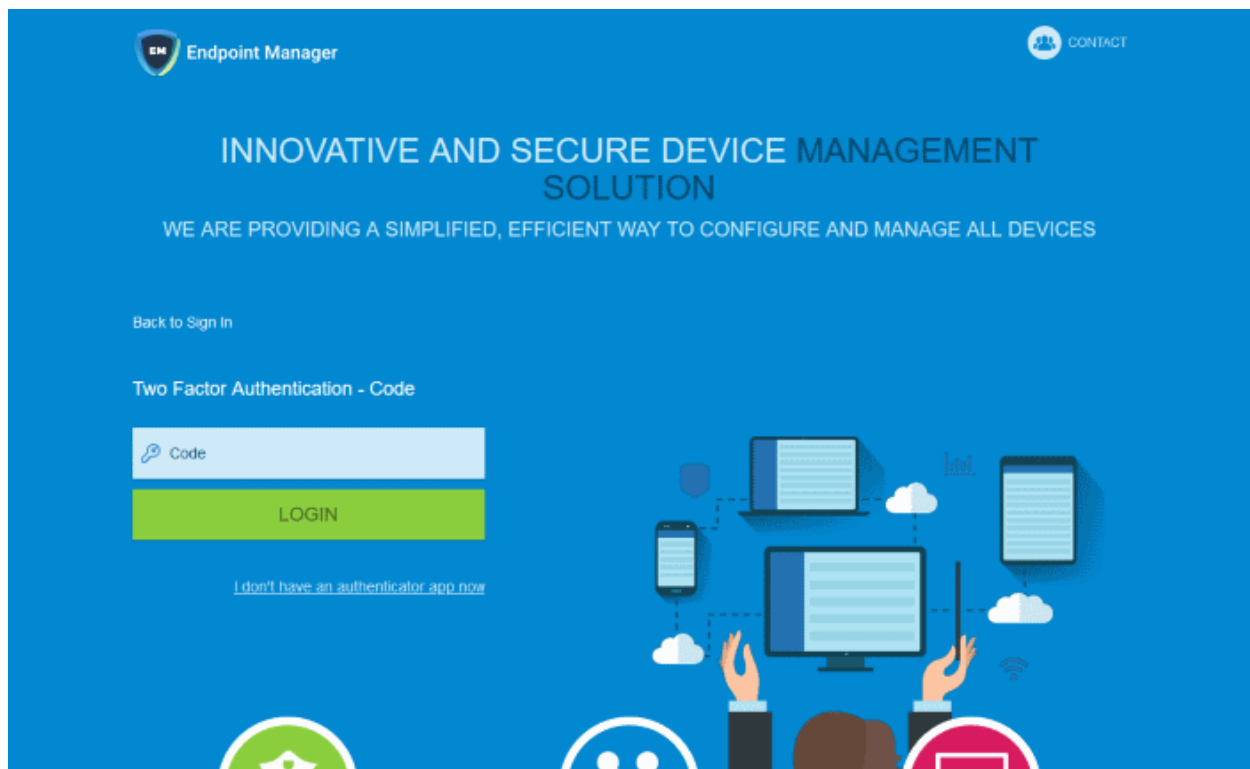 EM Endpoint Manager
CONTACT
INNOVATIVE AND SECURE DEVICE MANAGEMENT
SOLUTION
WE ARE PROVIDING A SIMPLIFIED, EFFICIENT WAY TO CONFIGURE AND MANAGE ALL DEVICES
Back to Sign In
Two Factor Authentication - Code
Code
LOGIN
I don't have an authenticator app now